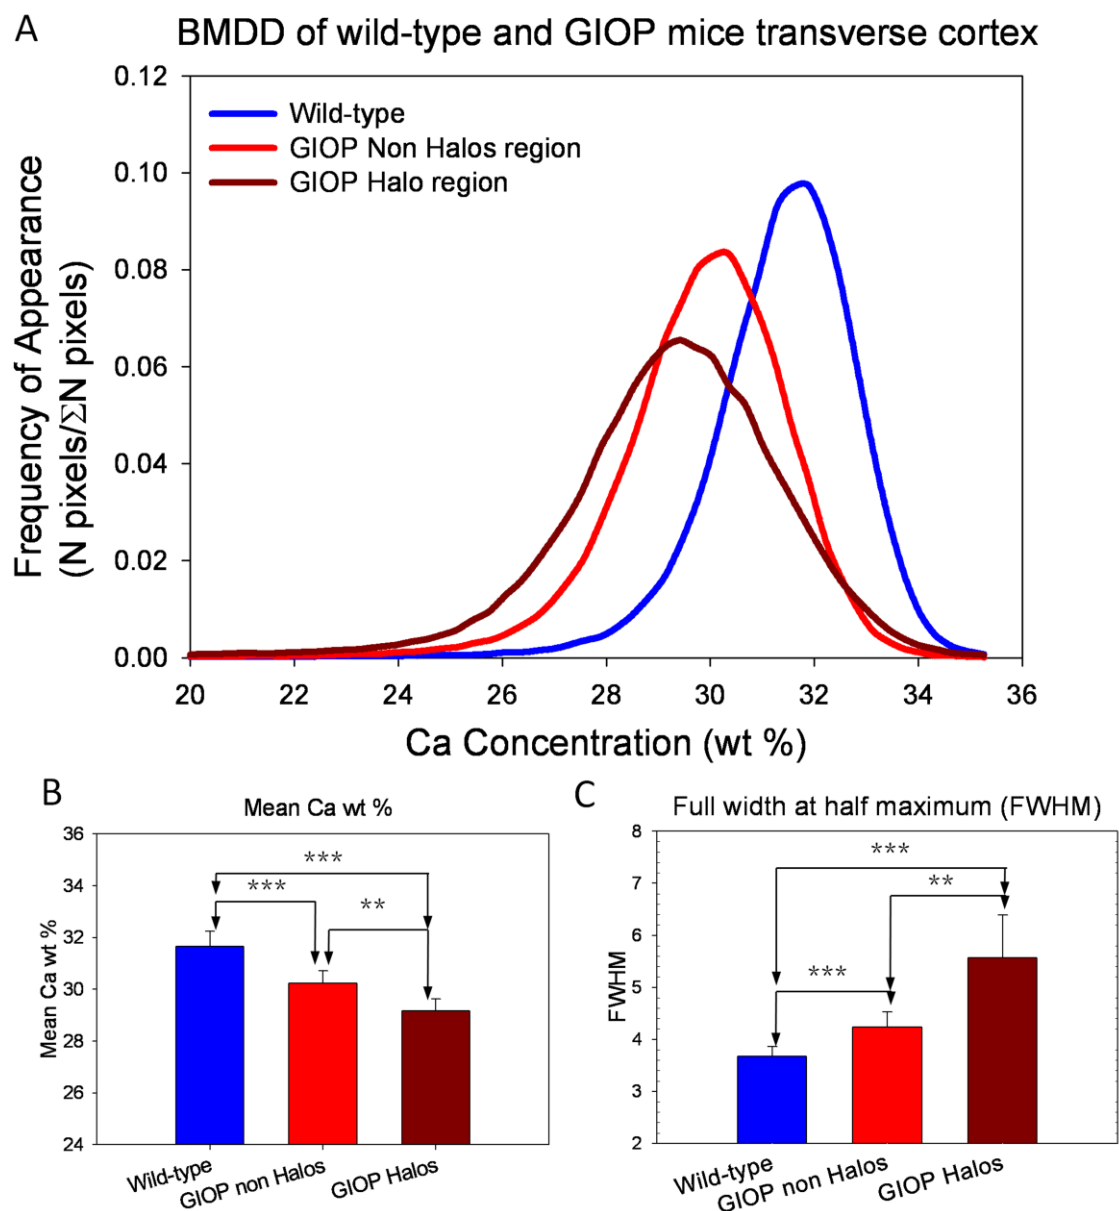 A
BMDD of wild-type and GIOP mice transverse cortex
Frequency of Appearance
(N pixels/ΣN pixels)
0.12
0.10
0.08
0.06
0.04
0.02
0.00
Wild-type
GIOP Non Halos region
GIOP Halo region
20 22 24 26 28 30 32 34 36
Ca Concentration (wt %)
B
Mean Ca wt %
Mean Ca wt %
36
34
32
30
28
26
24
***
***
**
Wild-type
GIOP non Halos
GIOP Halos
C
Full width at half maximum (FWHM)
FWHM
8
7
6
5
4
3
2
***
**
***
Wild-type
GIOP non Halos
GIOP Halos